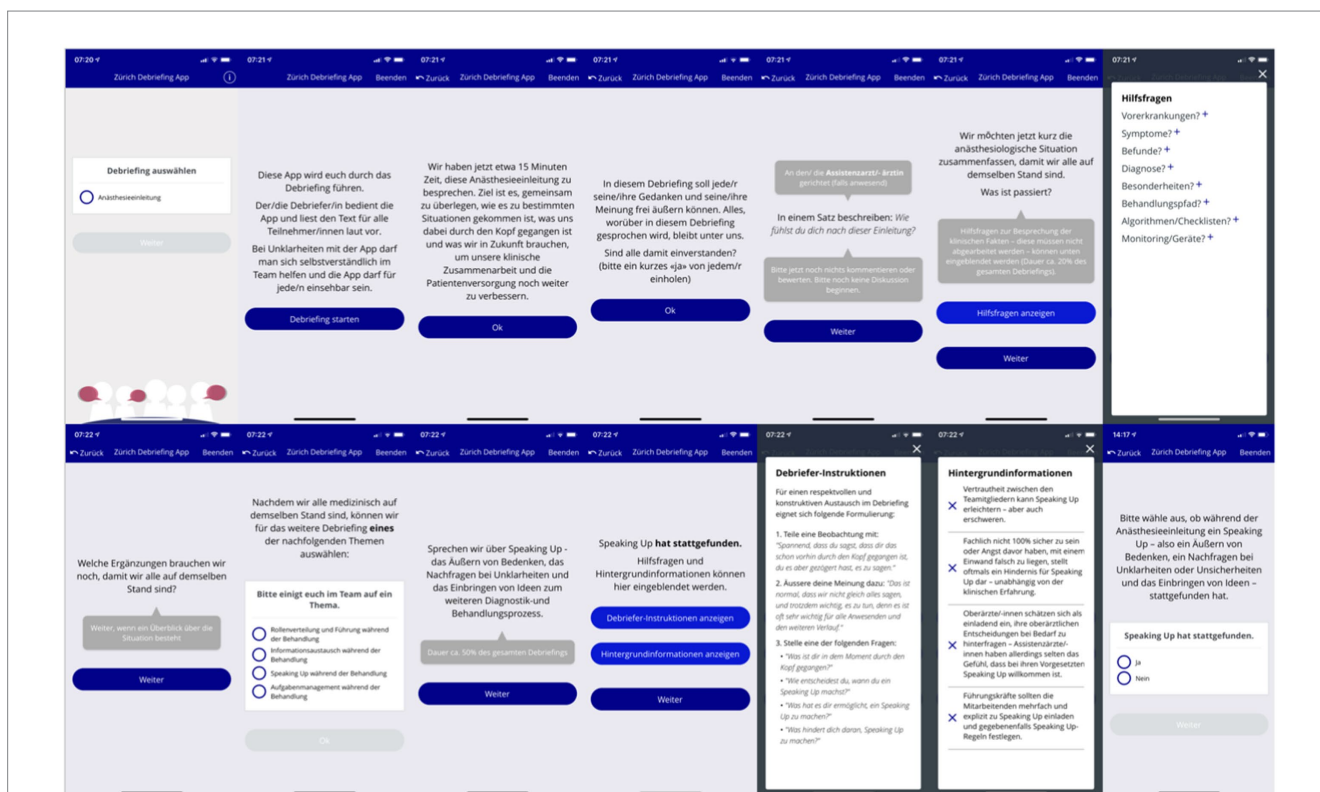 07:20
Zürich Debriefing App
i
Debriefing auswählen
Anästhesieeinleitung
Weiter
07:21
Zürich Debriefing App
Beenden
Diese App wird euch durch das
Debriefing führen.
Der/die Debriefer/in bedient die
App und liest den Text für alle
Teilnehmer/innen laut vor.
Bei Unklarheiten mit der App darf
man sich selbstverständlich im
Team helfen und die App darf für
jede/n einsehbar sein.
Debriefing starten
07:21
Zurück
Zürich Debriefing App
Beenden
Wir haben jetzt etwa 15 Minuten
Zeit, diese Anästhesieeinleitung zu
besprechen. Ziel ist es, gemeinsam
zu überlegen, wie es zu bestimmten
Situationen gekommen ist, was uns
dabei durch den Kopf gegangen ist
und was wir in Zukunft brauchen,
um unsere klinische
Zusammenarbeit und die
Patientenversorgung noch weiter
zu verbessern.
Ok
07:21
Zurück
Zürich Debriefing App
Beenden
In diesem Debriefing soll jede/r
seine/ihre Gedanken und seine/ihre
Meinung frei äußern können. Alles,
worüber in diesem Debriefing
gesprochen wird, bleibt unter uns.
Sind alle damit einverstanden?
(bitte ein kurzes «ja» von jedem/r
einholen)
Ok
07:21
Zurück
Zürich Debriefing App
Beenden
An den/ die Assistenzarzt/- ärztin
gerichtet (falls anwesend)
In einem Satz beschreiben: Wie
fühlst du dich nach dieser Einleitung?
Bitte jetzt noch nichts kommentieren oder
bewerten. Bitte noch keine Diskussion
beginnen.
Weiter
07:21
Zurück
Zürich Debriefing App
Beenden
Wir möchten jetzt kurz die
anästhesiologische Situation
zusammenfassen, damit wir alle auf
demselben Stand sind.
Was ist passiert?
Hilfsfragen zur Besprechung der
klinischen Fakten – diese müssen nicht
abgearbeitet werden – können unten
eingeblendet werden (Dauer ca. 20% des
gesamten Debriefings).
Hilfsfragen anzeigen
Weiter
07:21
Hilfsfragen
Vorerkrankungen? +
Symptome? +
Befunde? +
Diagnose? +
Besonderheiten? +
Behandlungspfad? +
Algorithmen/Checklisten? +
Monitoring/Geräte? +
07:22
Zurück
Zürich Debriefing App
Beenden
Welche Ergänzungen brauchen wir
noch, damit wir alle auf demselben
Stand sind?
Weiter, wenn ein Überblick über die
Situation besteht
Weiter
07:22
Zurück
Zürich Debriefing App
Beenden
Nachdem wir alle medizinisch auf
demselben Stand sind, können wir
für das weitere Debriefing eines
der nachfolgenden Themen
auswählen:
Bitte einigt euch im Team auf ein
Thema.
Rollenverteilung und Führung während
der Behandlung
Informationsaustausch während der
Behandlung
Speaking Up während der Behandlung
Aufgabenmanagement während der
Behandlung
Ok
07:22
Zurück
Zürich Debriefing App
Beenden
Sprechen wir über Speaking Up -
das Äußern von Bedenken, das
Nachfragen bei Unklarheiten und
das Einbringen von Ideen zum
weiteren Diagnostik-und
Behandlungsprozess.
Dauer ca. 50% des gesamten Debriefings
Weiter
07:22
Zurück
Zürich Debriefing App
Beenden
Speaking Up hat stattgefunden.
Hilfsfragen und
Hintergrundinformationen können
hier eingeblendet werden.
Debriefer-Instruktionen anzeigen
Hintergrundinformationen anzeigen
Weiter
07:22
Debriefer-Instruktionen
Für einen respektvollen und
konstruktiven Austausch im Debriefing
eignet sich folgende Formulierung:
1. Teile eine Beobachtung mit:
"Spannend, dass du sagst, dass dir das
schon vorhin durch den Kopf gegangen ist,
du es aber gezögert hast, es zu sagen."
2. Äussere deine Meinung dazu: "Das ist
normal, dass wir nicht gleich alles sagen,
und trotzdem wichtig, es zu tun, denn es ist
oft sehr wichtig für alle Anwesenden und
den weiteren Verlauf."
3. Stelle eine der folgenden Fragen:
• "Was ist dir in dem Moment durch den
Kopf gegangen?"
• "Wie entscheidest du, wann du ein
Speaking Up machst?"
• "Was hat es dir ermöglicht, ein Speaking
Up zu machen?"
• "Was hindert dich daran, Speaking Up
zu machen?"
07:22
Hintergrundinformationen
Vertrautheit zwischen den
Teamitgliedern kann Speaking Up
erleichtern – aber auch
erschweren.
Fachlich nicht 100% sicher zu sein
oder Angst davor haben, mit einem
Einwand falsch zu liegen, stellt
oftmals ein Hindernis für Speaking
Up dar – unabhängig von der
klinischen Erfahrung.
Oberärzte/-innen schätzen sich als
einladend ein, ihre oberärztlichen
Entscheidungen bei Bedarf zu
hinterfragen – Assistenzärzte/-
innen haben allerdings selten das
Gefühl, dass bei ihren Vorgesetzten
Speaking Up willkommen ist.
Führungskräfte sollten die
Mitarbeitenden mehrfach und
explizit zu Speaking Up einladen
und gegebenenfalls Speaking Up-
Regeln festlegen.
14:17
Zurück
Zürich Debriefing App
Beenden
Bitte wähle aus, ob während der
Anästhesieeinleitung ein Speaking
Up – also ein Äußern von
Bedenken, ein Nachfragen bei
Unklarheiten oder Unsicherheiten
und das Einbringen von Ideen –
stattgefunden hat.
Speaking Up hat stattgefunden.
Ja
Nein
Weiter